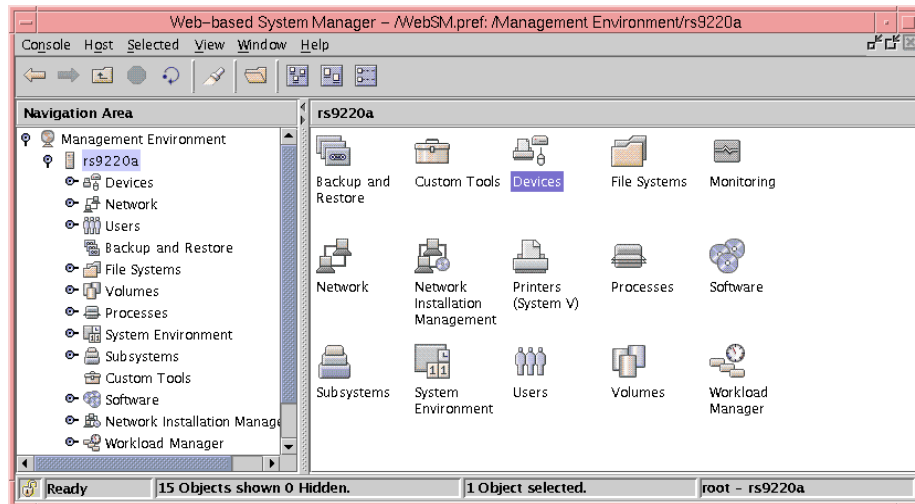 Web-based System Manager - /WebSM.pref: /Management Environment/rs9220a
Console Host Selected View Window Help
Navigation Area
Management Environment
rs9220a
Devices
Network
Users
Backup and Restore
File Systems
Volumes
Processes
System Environment
Subsystems
Custom Tools
Software
Network Installation Manage
Workload Manager
rs9220a
Backup and
Restore
Custom Tools
Devices
File Systems
Monitoring
Network
Network
Installation
Management
Printers
(System V)
Processes
Software
Subsystems
System
Environment
Users
Volumes
Workload
Manager
Ready
15 Objects shown 0 Hidden.
1 Object selected.
root - rs9220a